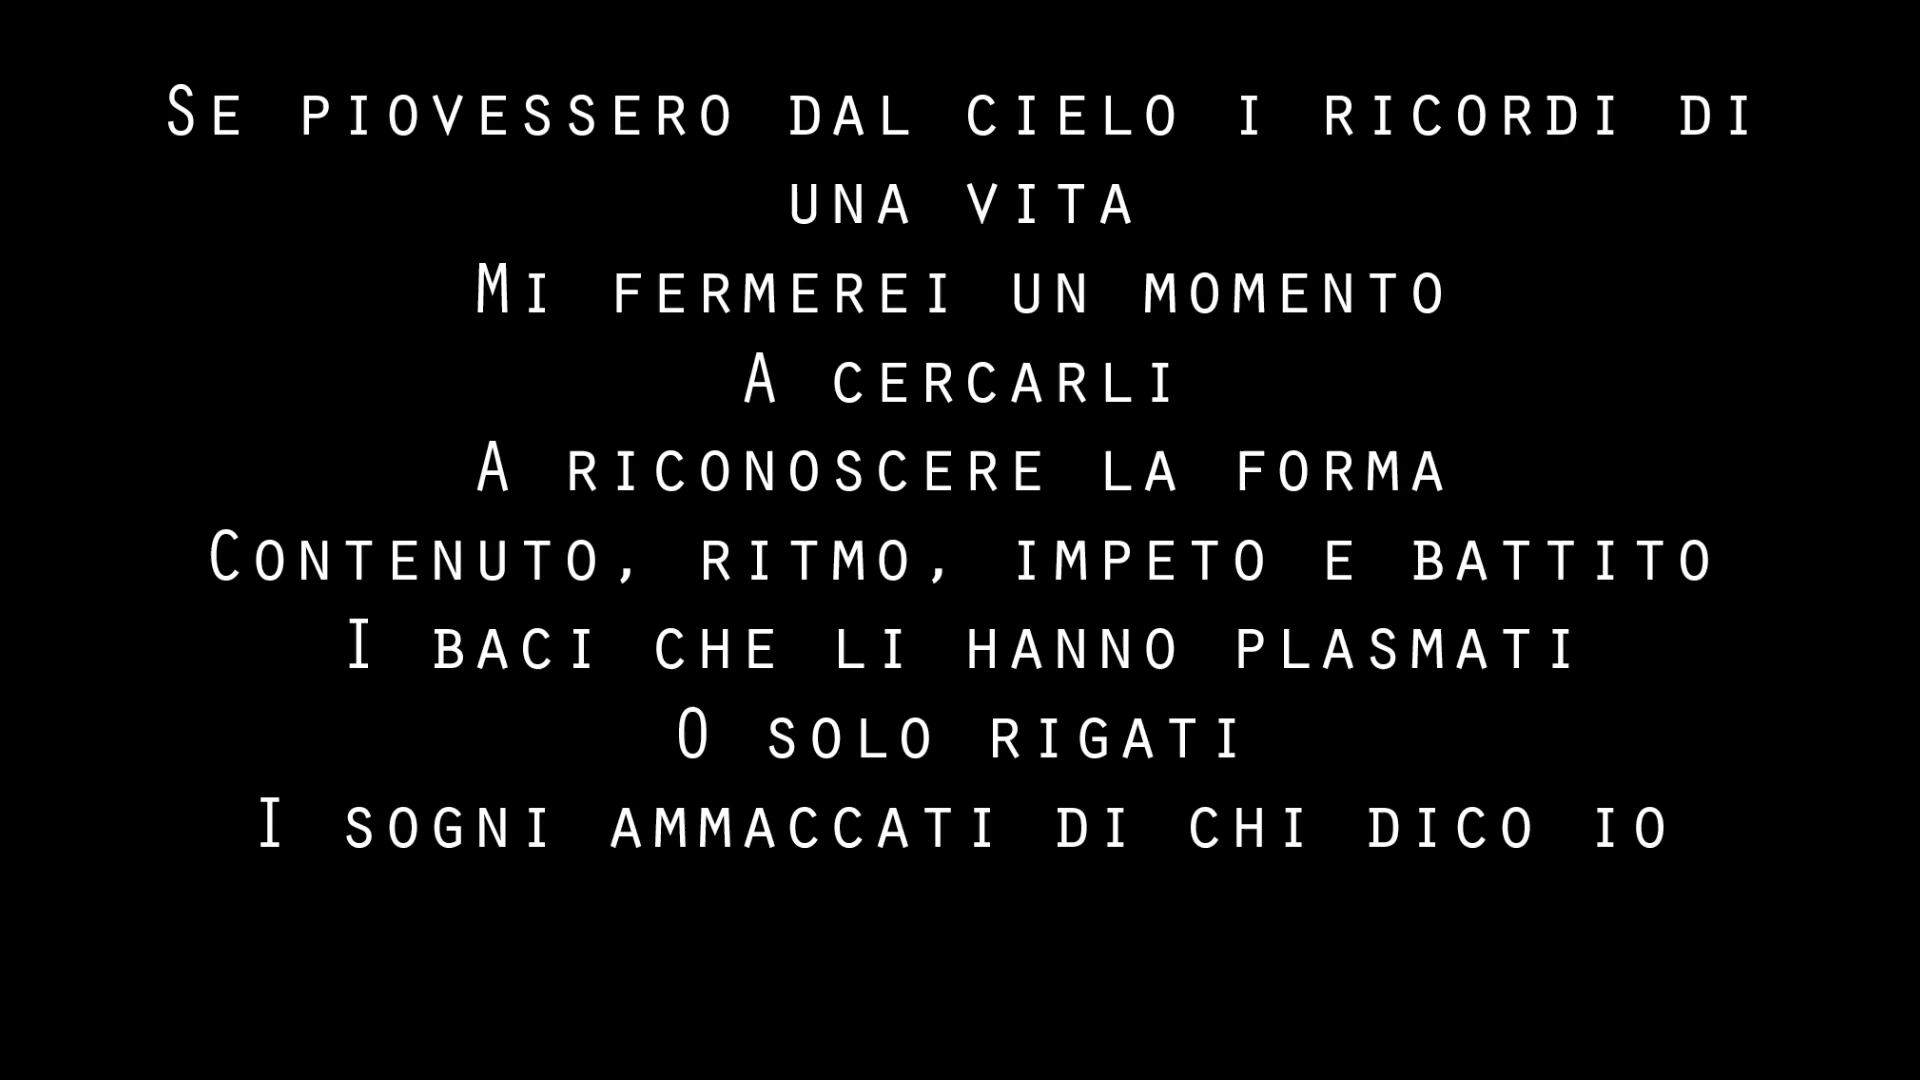 Se piovessero dal cielo i ricordi di
una vita
Mi fermerei un momento
A cercarli
A riconoscere la forma
Contenuto, ritmo, impeto e battito
I baci che li hanno plasmati
O solo rigati
I sogni ammaccati di chi dico io